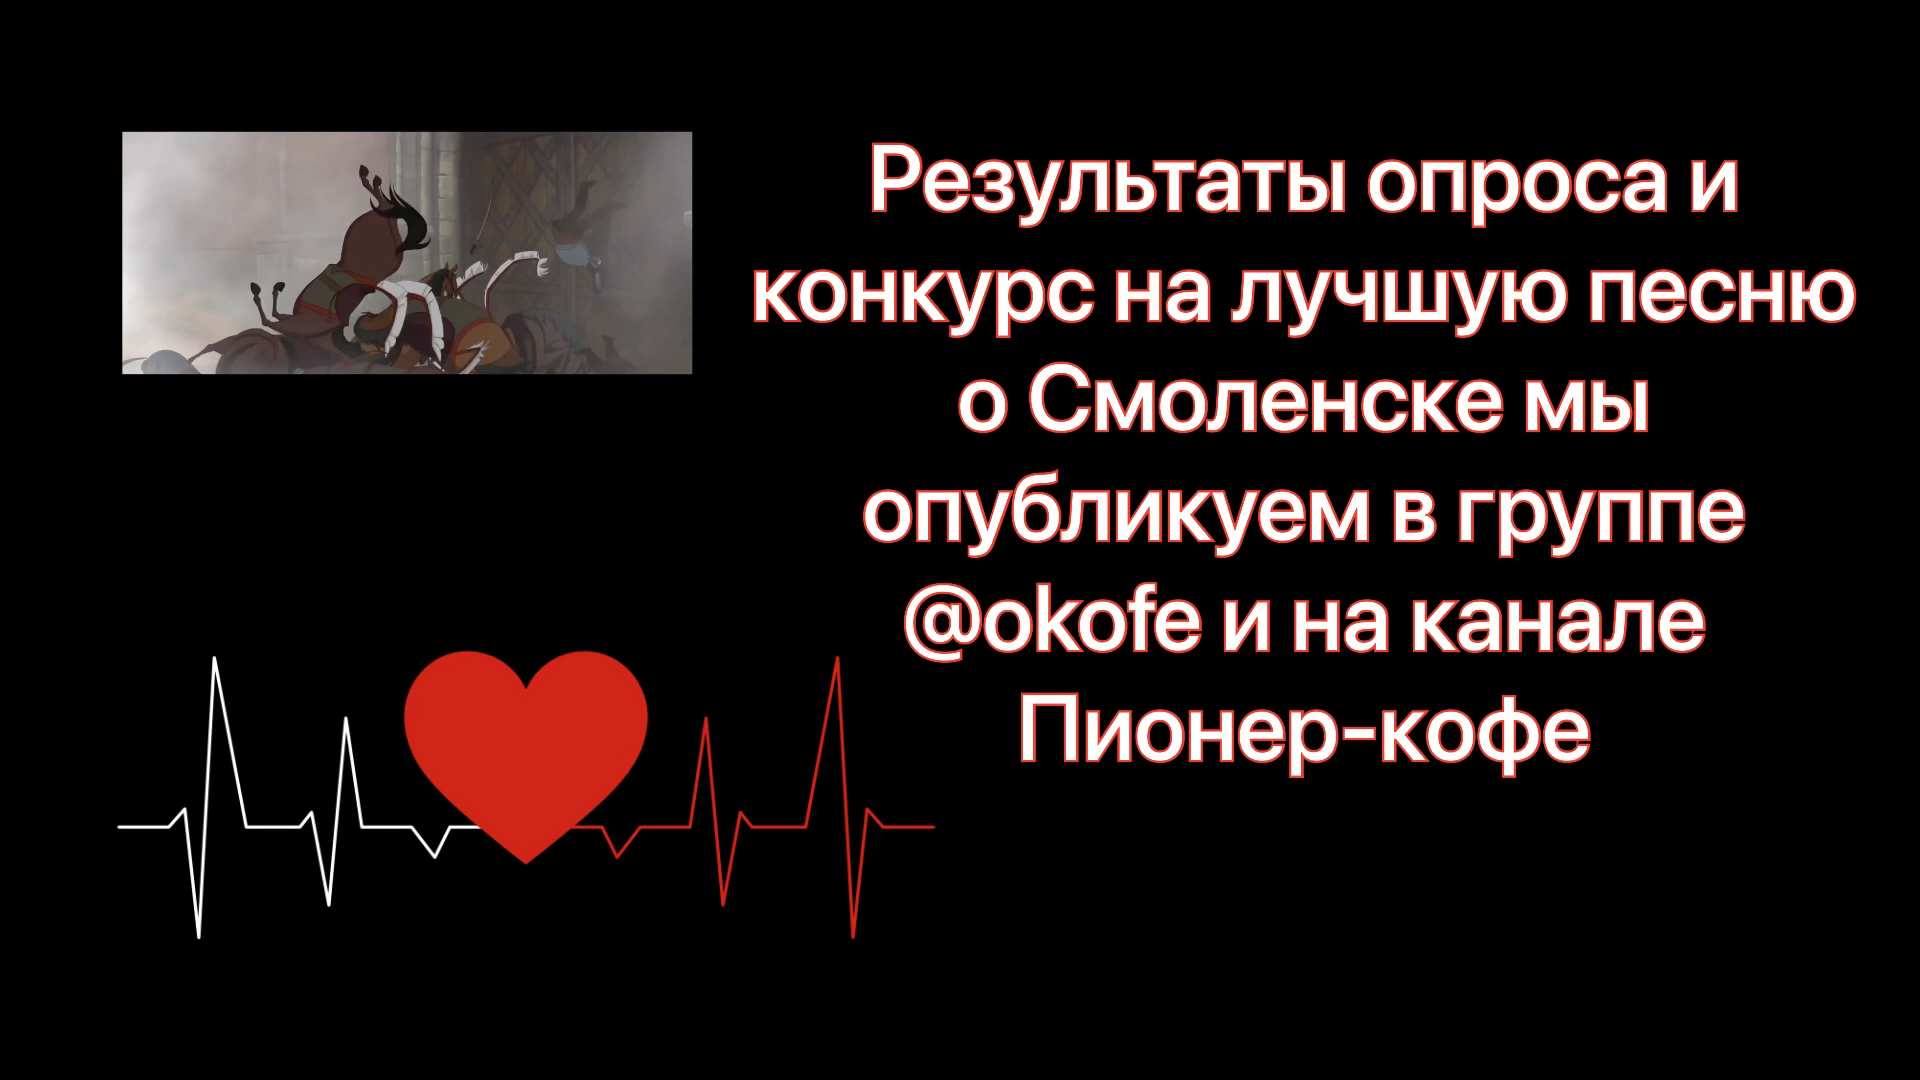 Результаты опроса и
конкурс на лучшую песню
о Смоленске мы
опубликуем в группе
@okofe и на канале
Пионер-кофе